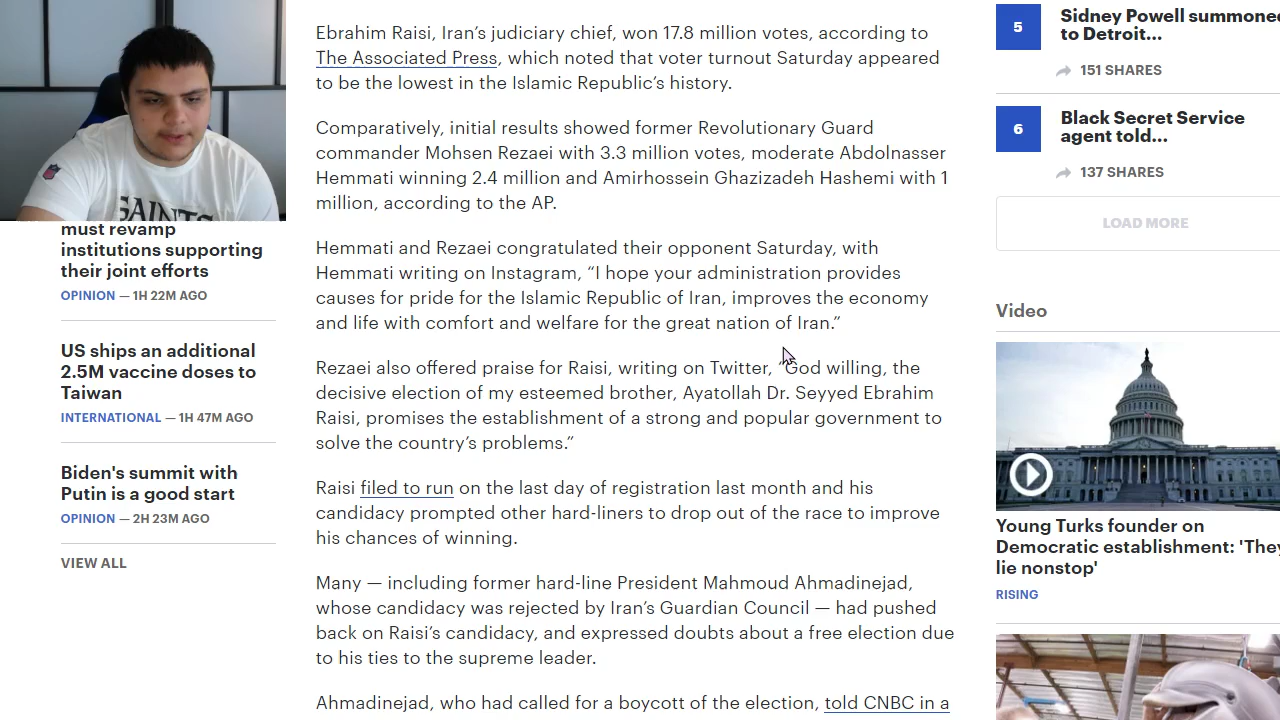 SAINTS
must revamp
institutions supporting
their joint efforts
OPINION — 1H 22M AGO
US ships an additional
2.5M vaccine doses to
Taiwan
INTERNATIONAL — 1H 47M AGO
Biden's summit with
Putin is a good start
OPINION — 2H 23M AGO
VIEW ALL
Ebrahim Raisi, Iran’s judiciary chief, won 17.8 million votes, according to
The Associated Press, which noted that voter turnout Saturday appeared
to be the lowest in the Islamic Republic’s history.
Comparatively, initial results showed former Revolutionary Guard
commander Mohsen Rezaei with 3.3 million votes, moderate Abdolnasser
Hemmati winning 2.4 million and Amirhossein Ghazizadeh Hashemi with 1
million, according to the AP.
Hemmati and Rezaei congratulated their opponent Saturday, with
Hemmati writing on Instagram, “I hope your administration provides
causes for pride for the Islamic Republic of Iran, improves the economy
and life with comfort and welfare for the great nation of Iran.”
Rezaei also offered praise for Raisi, writing on Twitter, “God willing, the
decisive election of my esteemed brother, Ayatollah Dr. Seyyed Ebrahim
Raisi, promises the establishment of a strong and popular government to
solve the country’s problems.”
Raisi filed to run on the last day of registration last month and his
candidacy prompted other hard-liners to drop out of the race to improve
his chances of winning.
Many — including former hard-line President Mahmoud Ahmadinejad,
whose candidacy was rejected by Iran’s Guardian Council — had pushed
back on Raisi’s candidacy, and expressed doubts about a free election due
to his ties to the supreme leader.
Ahmadinejad, who had called for a boycott of the election, told CNBC in a
5
Sidney Powell summoned
to Detroit...
151 SHARES
6
Black Secret Service
agent told...
137 SHARES
LOAD MORE
Video
Young Turks founder on
Democratic establishment: 'They
lie nonstop'
RISING